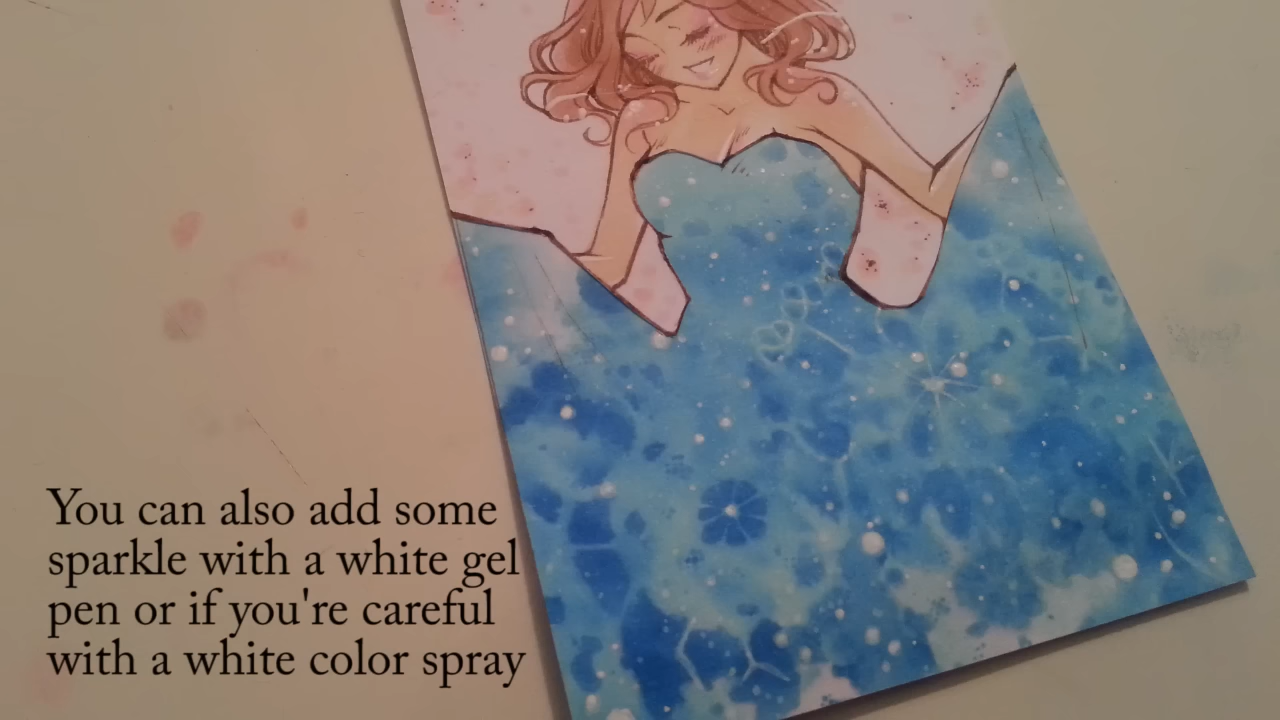 You can also add some
sparkle with a white gel
pen or if you're careful
with a white color spray